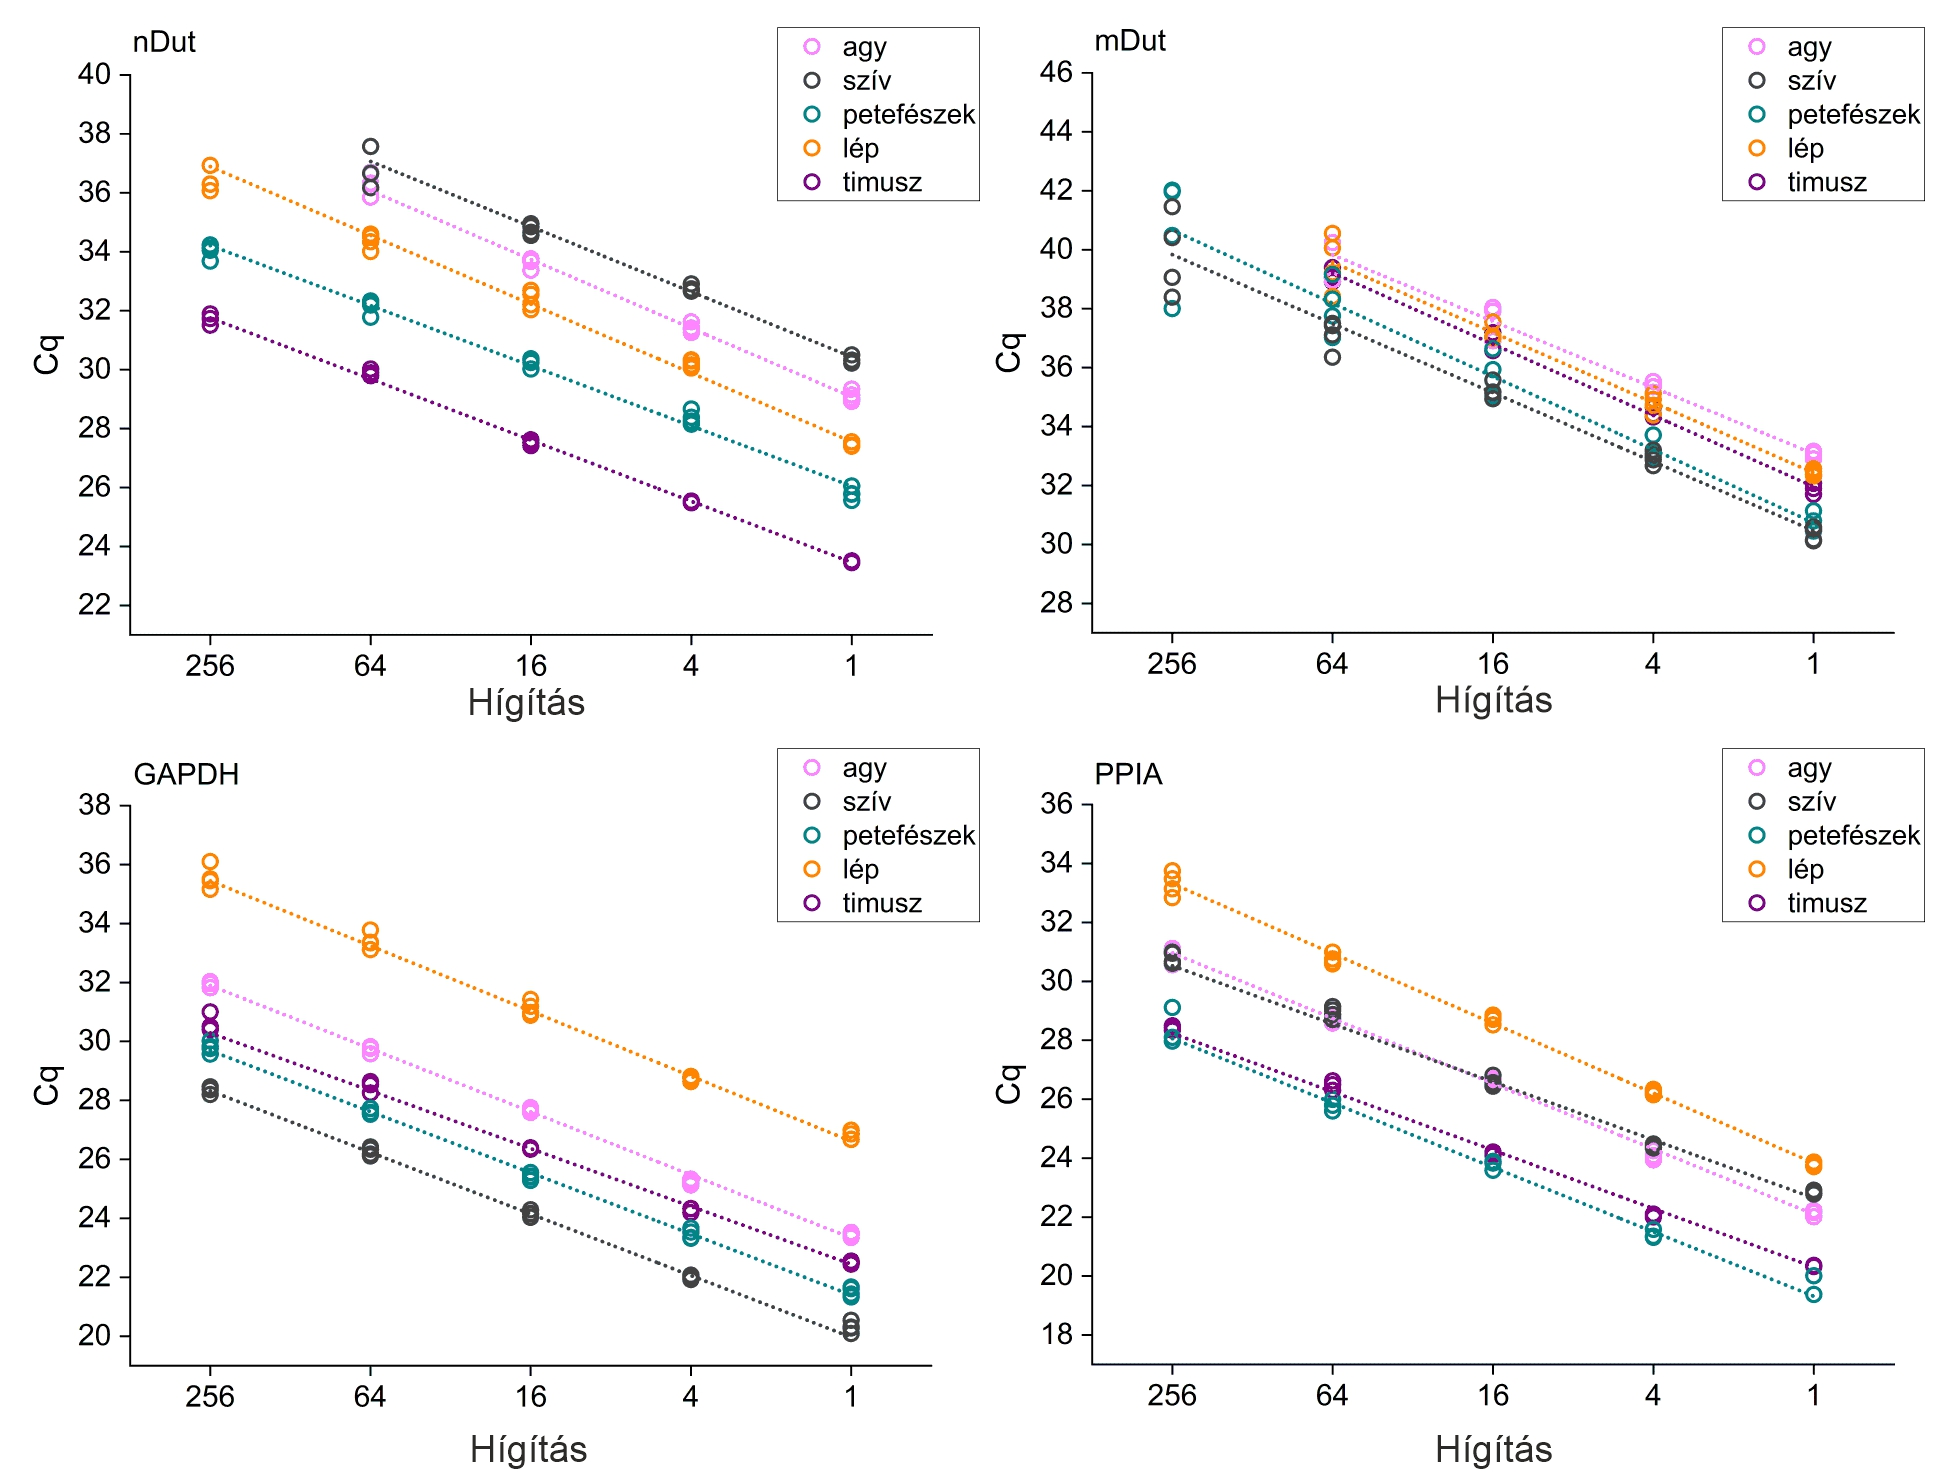 nDut
agy
szív
petefészek
lép
timusz
40
38
36
34
32
30
28
26
24
22
Cq
256 64 16 4 1
Hígítás
mDut
agy
szív
petefészek
lép
timusz
46
44
42
40
38
36
34
32
30
28
Cq
256 64 16 4 1
Hígítás
GAPDH
agy
szív
petefészek
lép
timusz
38
36
34
32
30
28
26
24
22
20
Cq
256 64 16 4 1
Hígítás
PPIA
agy
szív
petefészek
lép
timusz
36
34
32
30
28
26
24
22
20
18
Cq
256 64 16 4 1
Hígítás